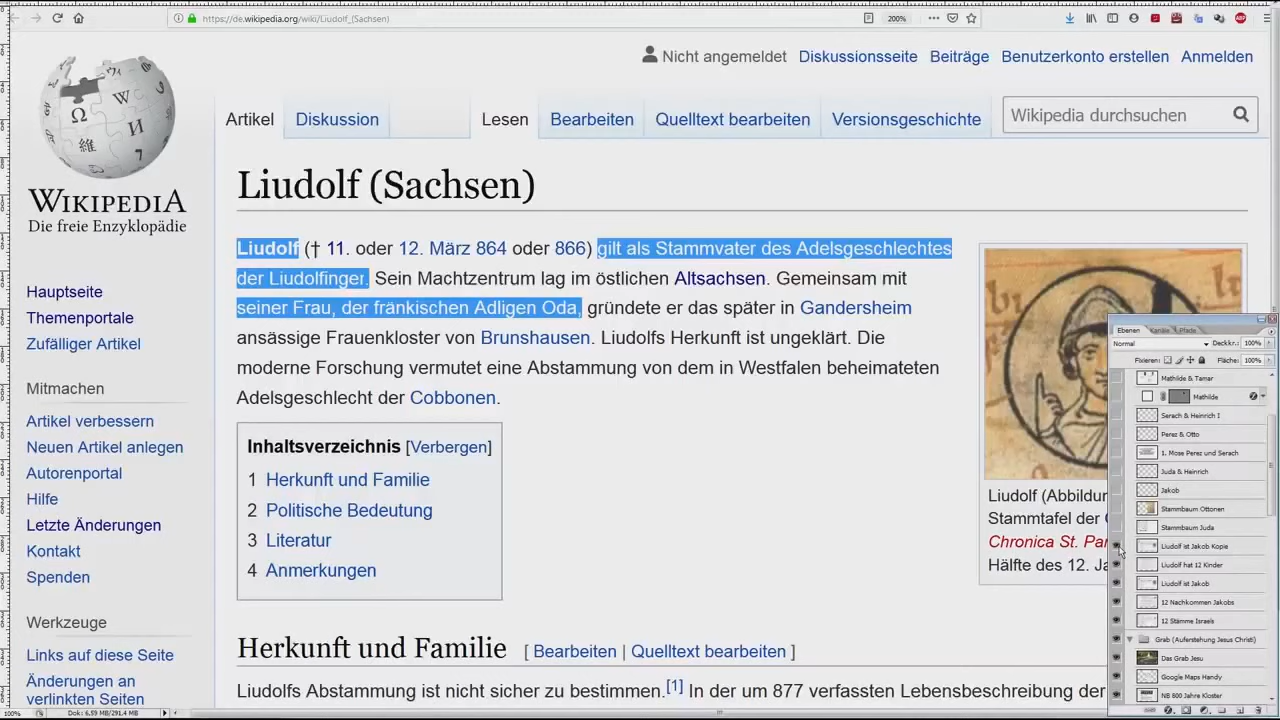 https://de.wikipedia.org/wiki/Liudolf_(Sachsen)
200%
Nicht angemeldet Diskussionsseite Beiträge Benutzerkonto erstellen Anmelden
Artikel Diskussion Lesen Bearbeiten Quelltext bearbeiten Versionsgeschichte
Wikipedia durchsuchen
WIKIPEDIA
Die freie Enzyklopädie
Hauptseite
Themenportale
Zufälliger Artikel
Mitmachen
Artikel verbessern
Neuen Artikel anlegen
Autorenportal
Hilfe
Letzte Änderungen
Kontakt
Spenden
Werkzeuge
Links auf diese Seite
Änderungen an
verlinkten Seiten
Liudolf (Sachsen)
Liudolf († 11. oder 12. März 864 oder 866) gilt als Stammvater des Adelsgeschlechtes
der Liudolfinger. Sein Machtzentrum lag im östlichen Altsachsen. Gemeinsam mit
seiner Frau, der fränkischen Adligen Oda, gründete er das später in Gandersheim
ansässige Frauenkloster von Brunshausen. Liudolfs Herkunft ist ungeklärt. Die
moderne Forschung vermutet eine Abstammung von dem in Westfalen beheimateten
Adelsgeschlecht der Cobbonen.
Inhaltsverzeichnis [Verbergen]
1 Herkunft und Familie
2 Politische Bedeutung
3 Literatur
4 Anmerkungen
Herkunft und Familie [ Bearbeiten | Quelltext bearbeiten ]
Liudolfs Abstammung ist nicht sicher zu bestimmen.[1] In der um 877 verfassten Lebensbeschreibung der
Liudolf (Abbildun
Stammtafel der
Chronica St. Pan
Hälfte des 12. Ja
Ebenen Kanäle Pfade
Normal Deckkr.: 100%
Fixieren: Fläche: 100%
Mathilde & Tamar
Mathilde
Serach & Heinrich I
Perez & Otto
1. Mose Perez und Serach
Juda & Heinrich
Jakob
Stammbaum Ottonen
Stammbaum Juda
Liudolf ist Jakob Kopie
Liudolf hat 12 Kinder
Liudolf ist Jakob
12 Nachkommen Jakobs
12 Stämme Israels
Grab (Auferstehung Jesus Christi)
Das Grab Jesu
Google Maps Handy
NB 800 Jahre Kloster
100% Dok: 6,59 MB/291,4 MB